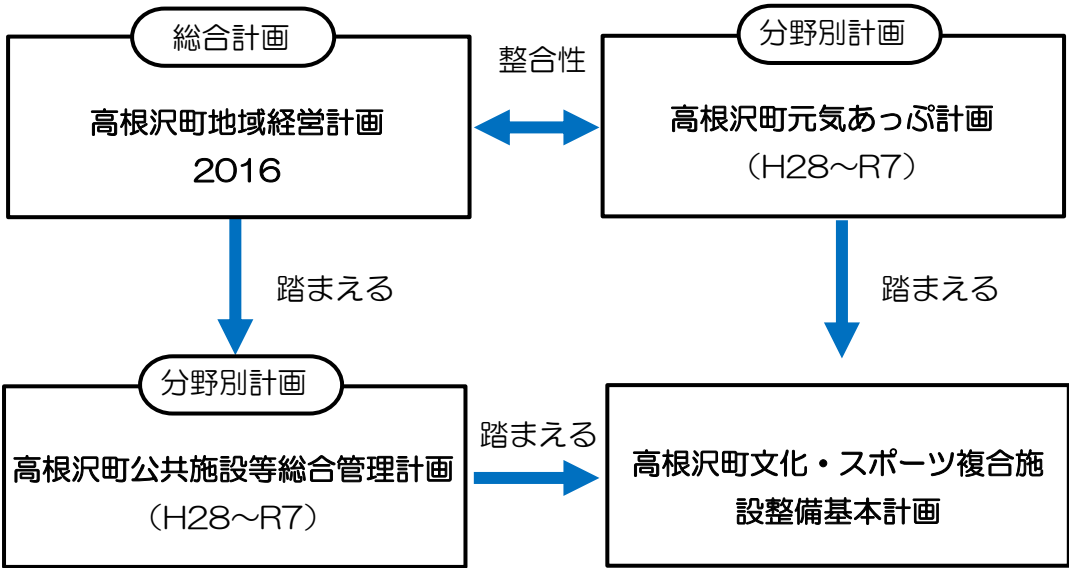 総合計画
高根沢町地域経営計画
2016
整合性
分野別計画
高根沢町元気あっぷ計画
（H28～R7）
踏まえる
踏まえる
分野別計画
高根沢町公共施設等総合管理計画
（H28～R7）
踏まえる
高根沢町文化・スポーツ複合施
設整備基本計画